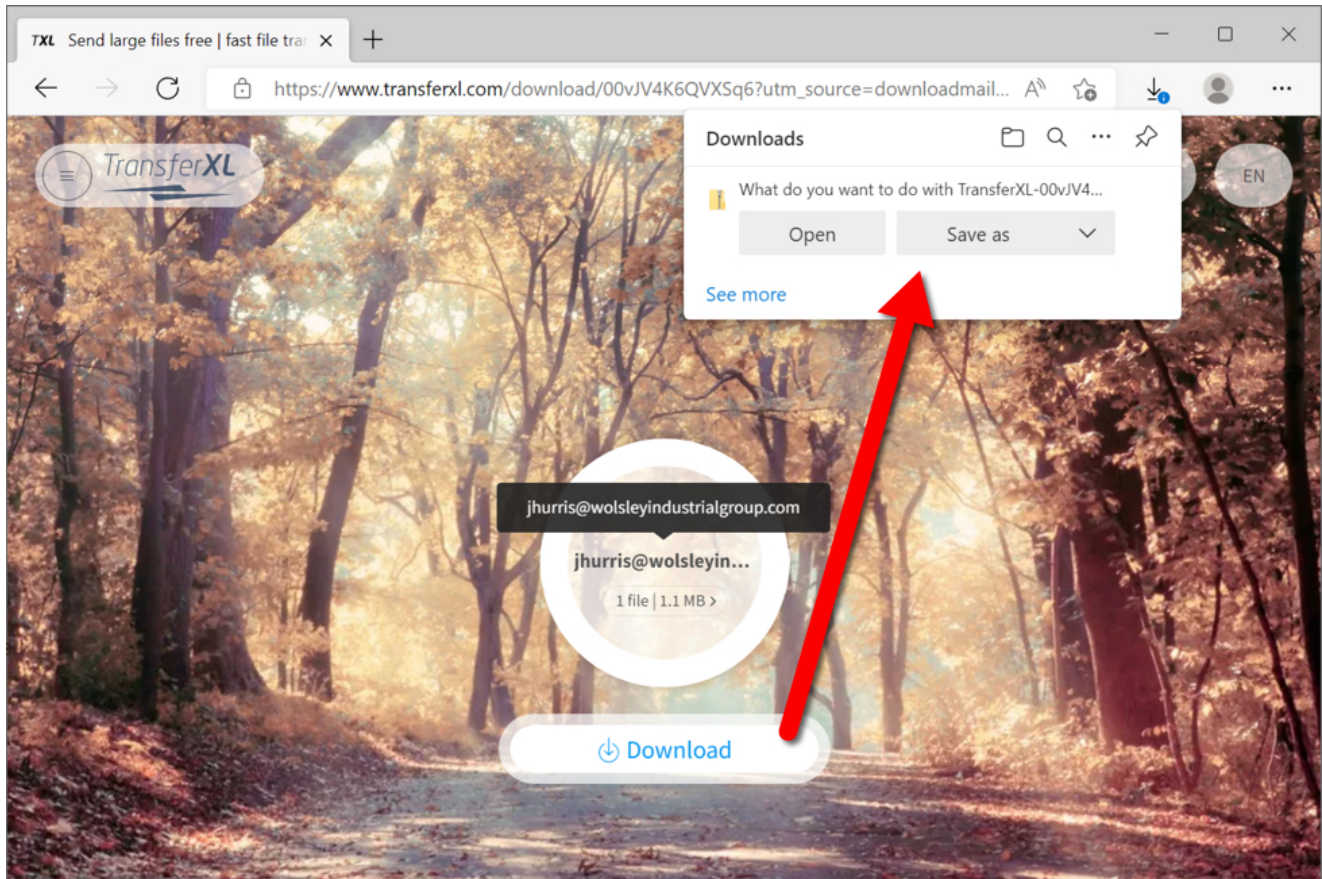 TXL Send large files free | fast file tra
https://www.transferxl.com/download/00vJV4K6QVXSq6?utm_source=downloadmail...
TransferXL
EN
Downloads
What do you want to do with TransferXL-00vJV4...
Open
Save as
See more
jhurris@wolsleyindustrialgroup.com
jhurris@wolsleyin...
1 file | 1.1 MB >
Download